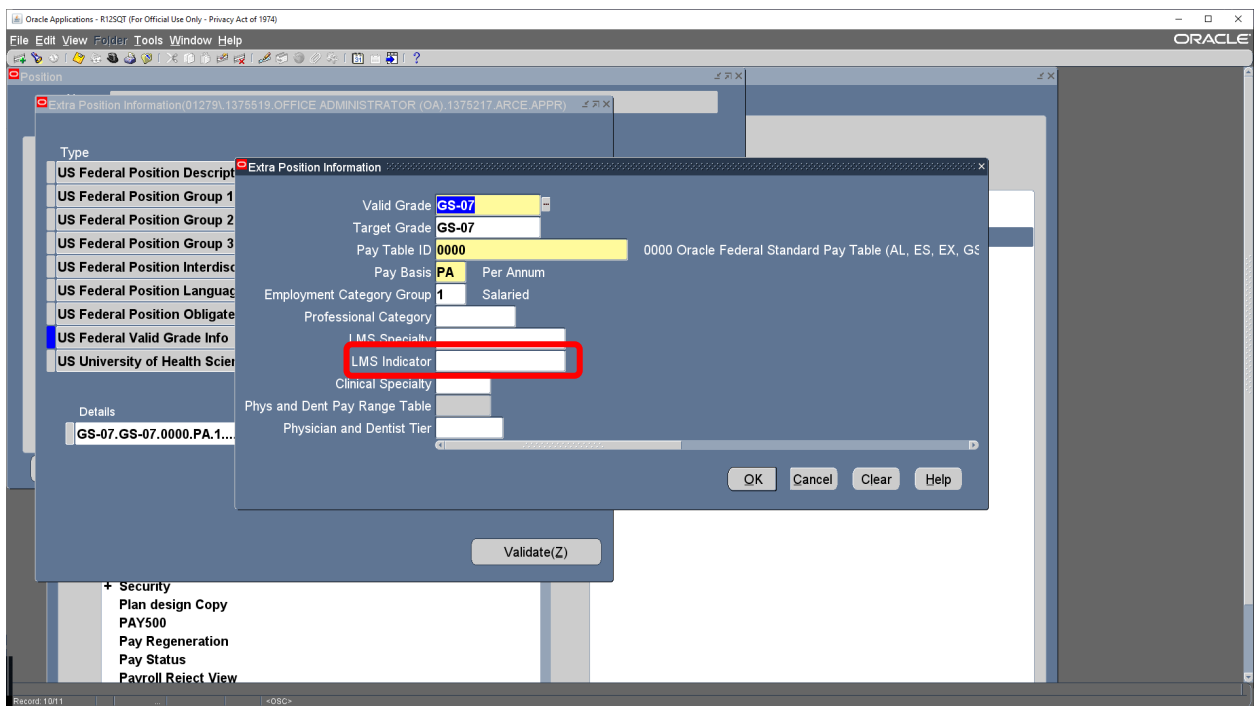 Oracle Applications - R12SQT (For Official Use Only - Privacy Act of 1974)
File Edit View Folder Tools Window Help
ORACLE
Position
Extra Position Information(01279\.1375519.OFFICE ADMINISTRATOR (OA).1375217.ARCE.APPR)
Type
US Federal Position Descript
US Federal Position Group 1
US Federal Position Group 2
US Federal Position Group 3
US Federal Position Interdisc
US Federal Position Languag
US Federal Position Obligate
US Federal Valid Grade Info
US University of Health Scier
Details
GS-07.GS-07.0000.PA.1....
Extra Position Information
Valid Grade GS-07
Target Grade GS-07
Pay Table ID 0000 0000 Oracle Federal Standard Pay Table (AL, ES, EX, GS
Pay Basis PA Per Annum
Employment Category Group 1 Salaried
Professional Category
LMS Specialty
LMS Indicator
Clinical Specialty
Phys and Dent Pay Range Table
Physician and Dentist Tier
OK Cancel Clear Help
Validate(Z)
+ Security
Plan design Copy
PAY500
Pay Regeneration
Pay Status
Payroll Reject View
Record: 10/11 ... <OSC>